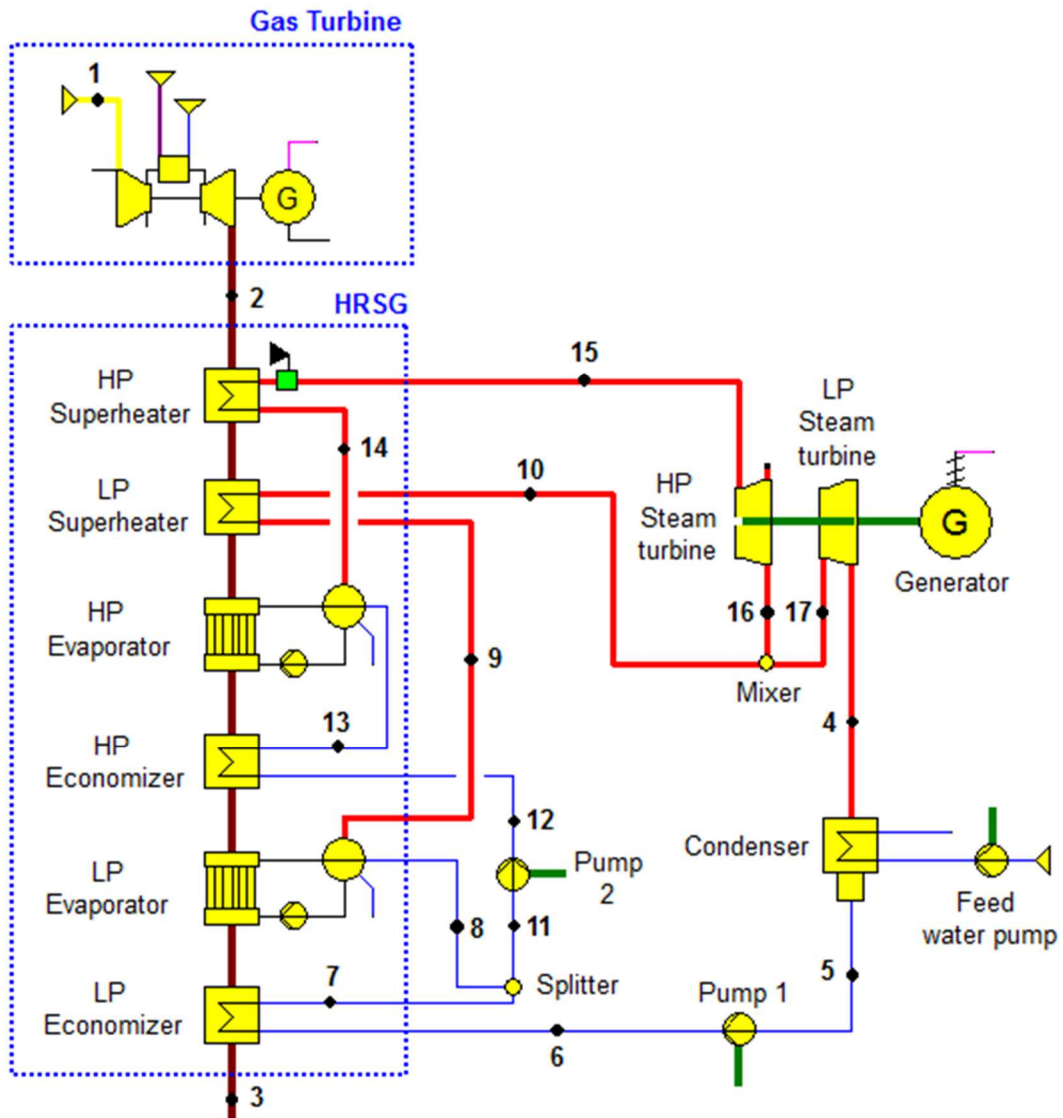 Gas Turbine
1
G
2
HRSG
HP
Superheater
15
14
LP
Steam
turbine
LP
Superheater
10
HP
Steam
turbine
G
Generator
HP
Evaporator
16
17
9
Mixer
4
HP
Economizer
13
12
Condenser
LP
Evaporator
Pump
2
8
11
Feed
water pump
LP
Economizer
7
Splitter
Pump 1
5
6
3